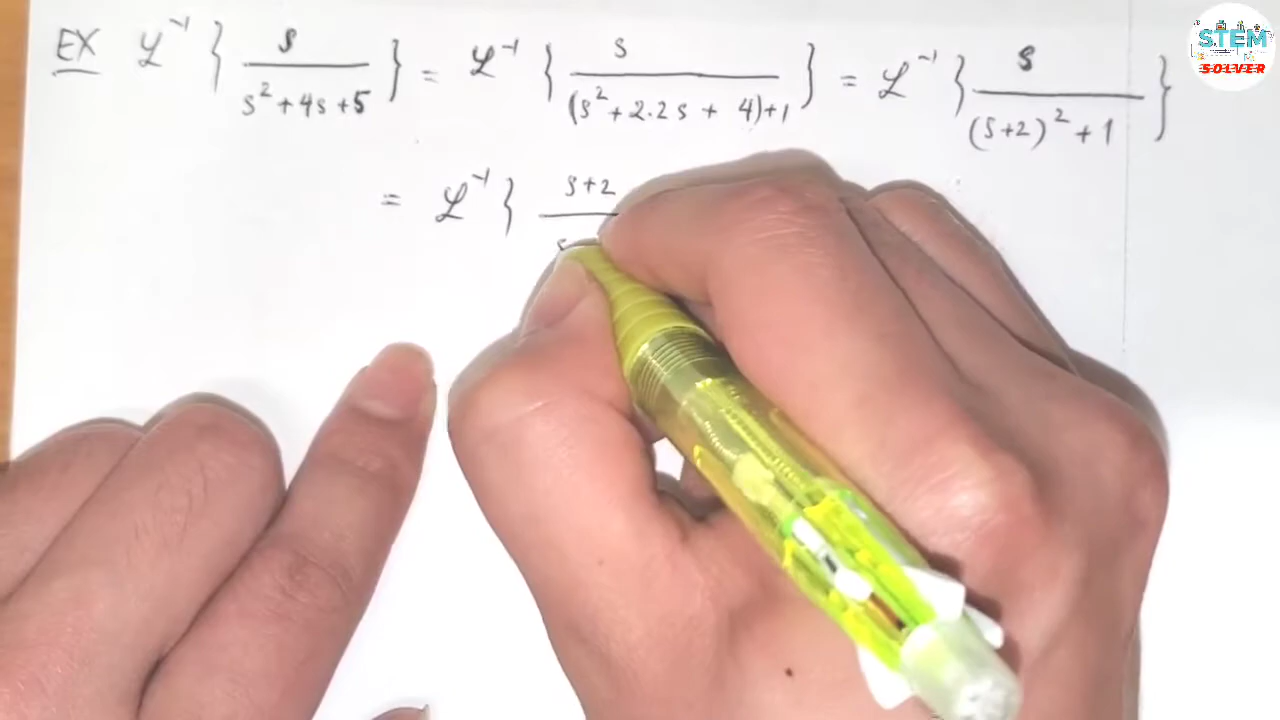 EX ℒ⁻¹ { s / (s² + 4s + 5) } = ℒ⁻¹ { s / ((s² + 2.2s + 4) + 1) } = ℒ⁻¹ { s / ((s+2)² + 1) }
= ℒ⁻¹ { s+2
STEM
SOLVER